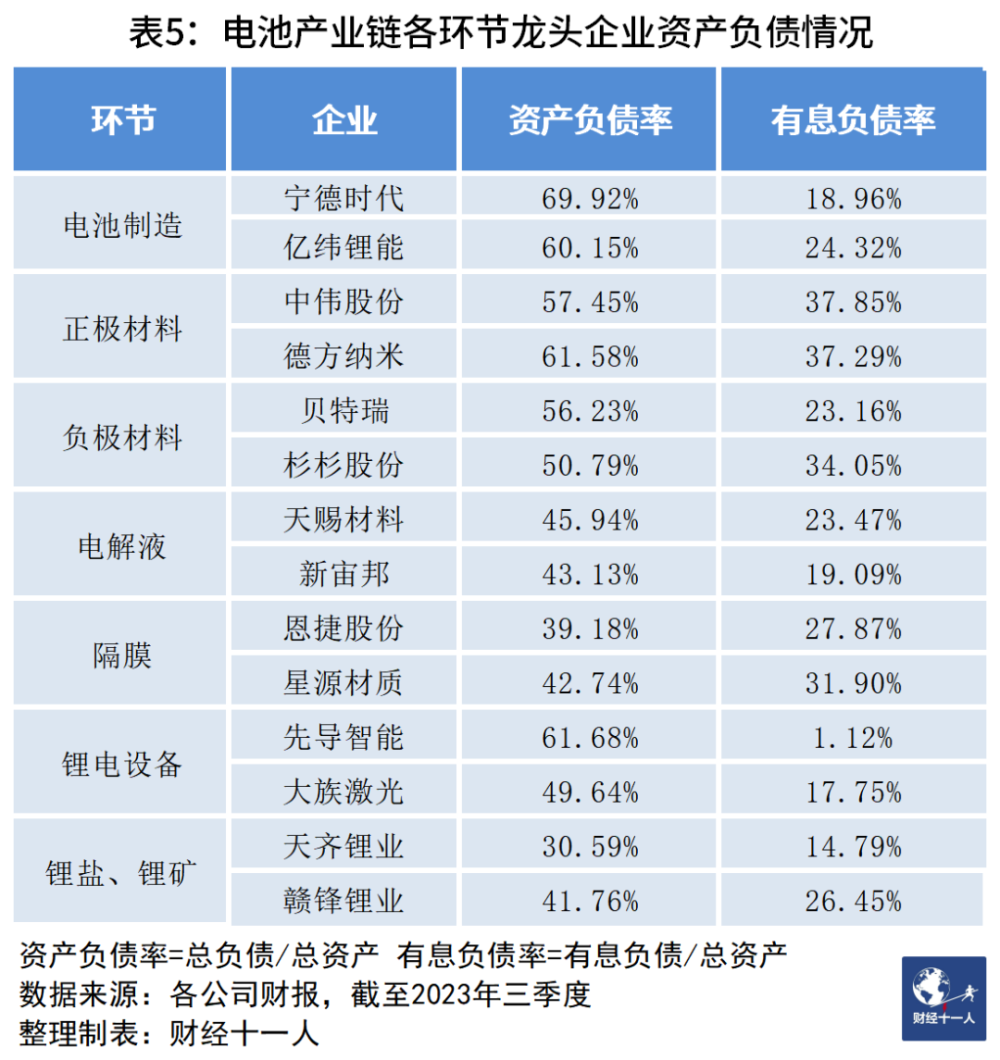 表5：电池产业链各环节龙头企业资产负债情况
环节 企业 资产负债率 有息负债率
电池制造 宁德时代 69.92% 18.96%
亿纬锂能 60.15% 24.32%
正极材料 中伟股份 57.45% 37.85%
德方纳米 61.58% 37.29%
负极材料 贝特瑞 56.23% 23.16%
杉杉股份 50.79% 34.05%
电解液 天赐材料 45.94% 23.47%
新宙邦 43.13% 19.09%
隔膜 恩捷股份 39.18% 27.87%
星源材质 42.74% 31.90%
锂电设备 先导智能 61.68% 1.12%
大族激光 49.64% 17.75%
锂盐、锂矿 天齐锂业 30.59% 14.79%
赣锋锂业 41.76% 26.45%
资产负债率=总负债/总资产 有息负债率=有息负债/总资产
数据来源：各公司财报，截至2023年三季度
整理制表：财经十一人
财经十一人